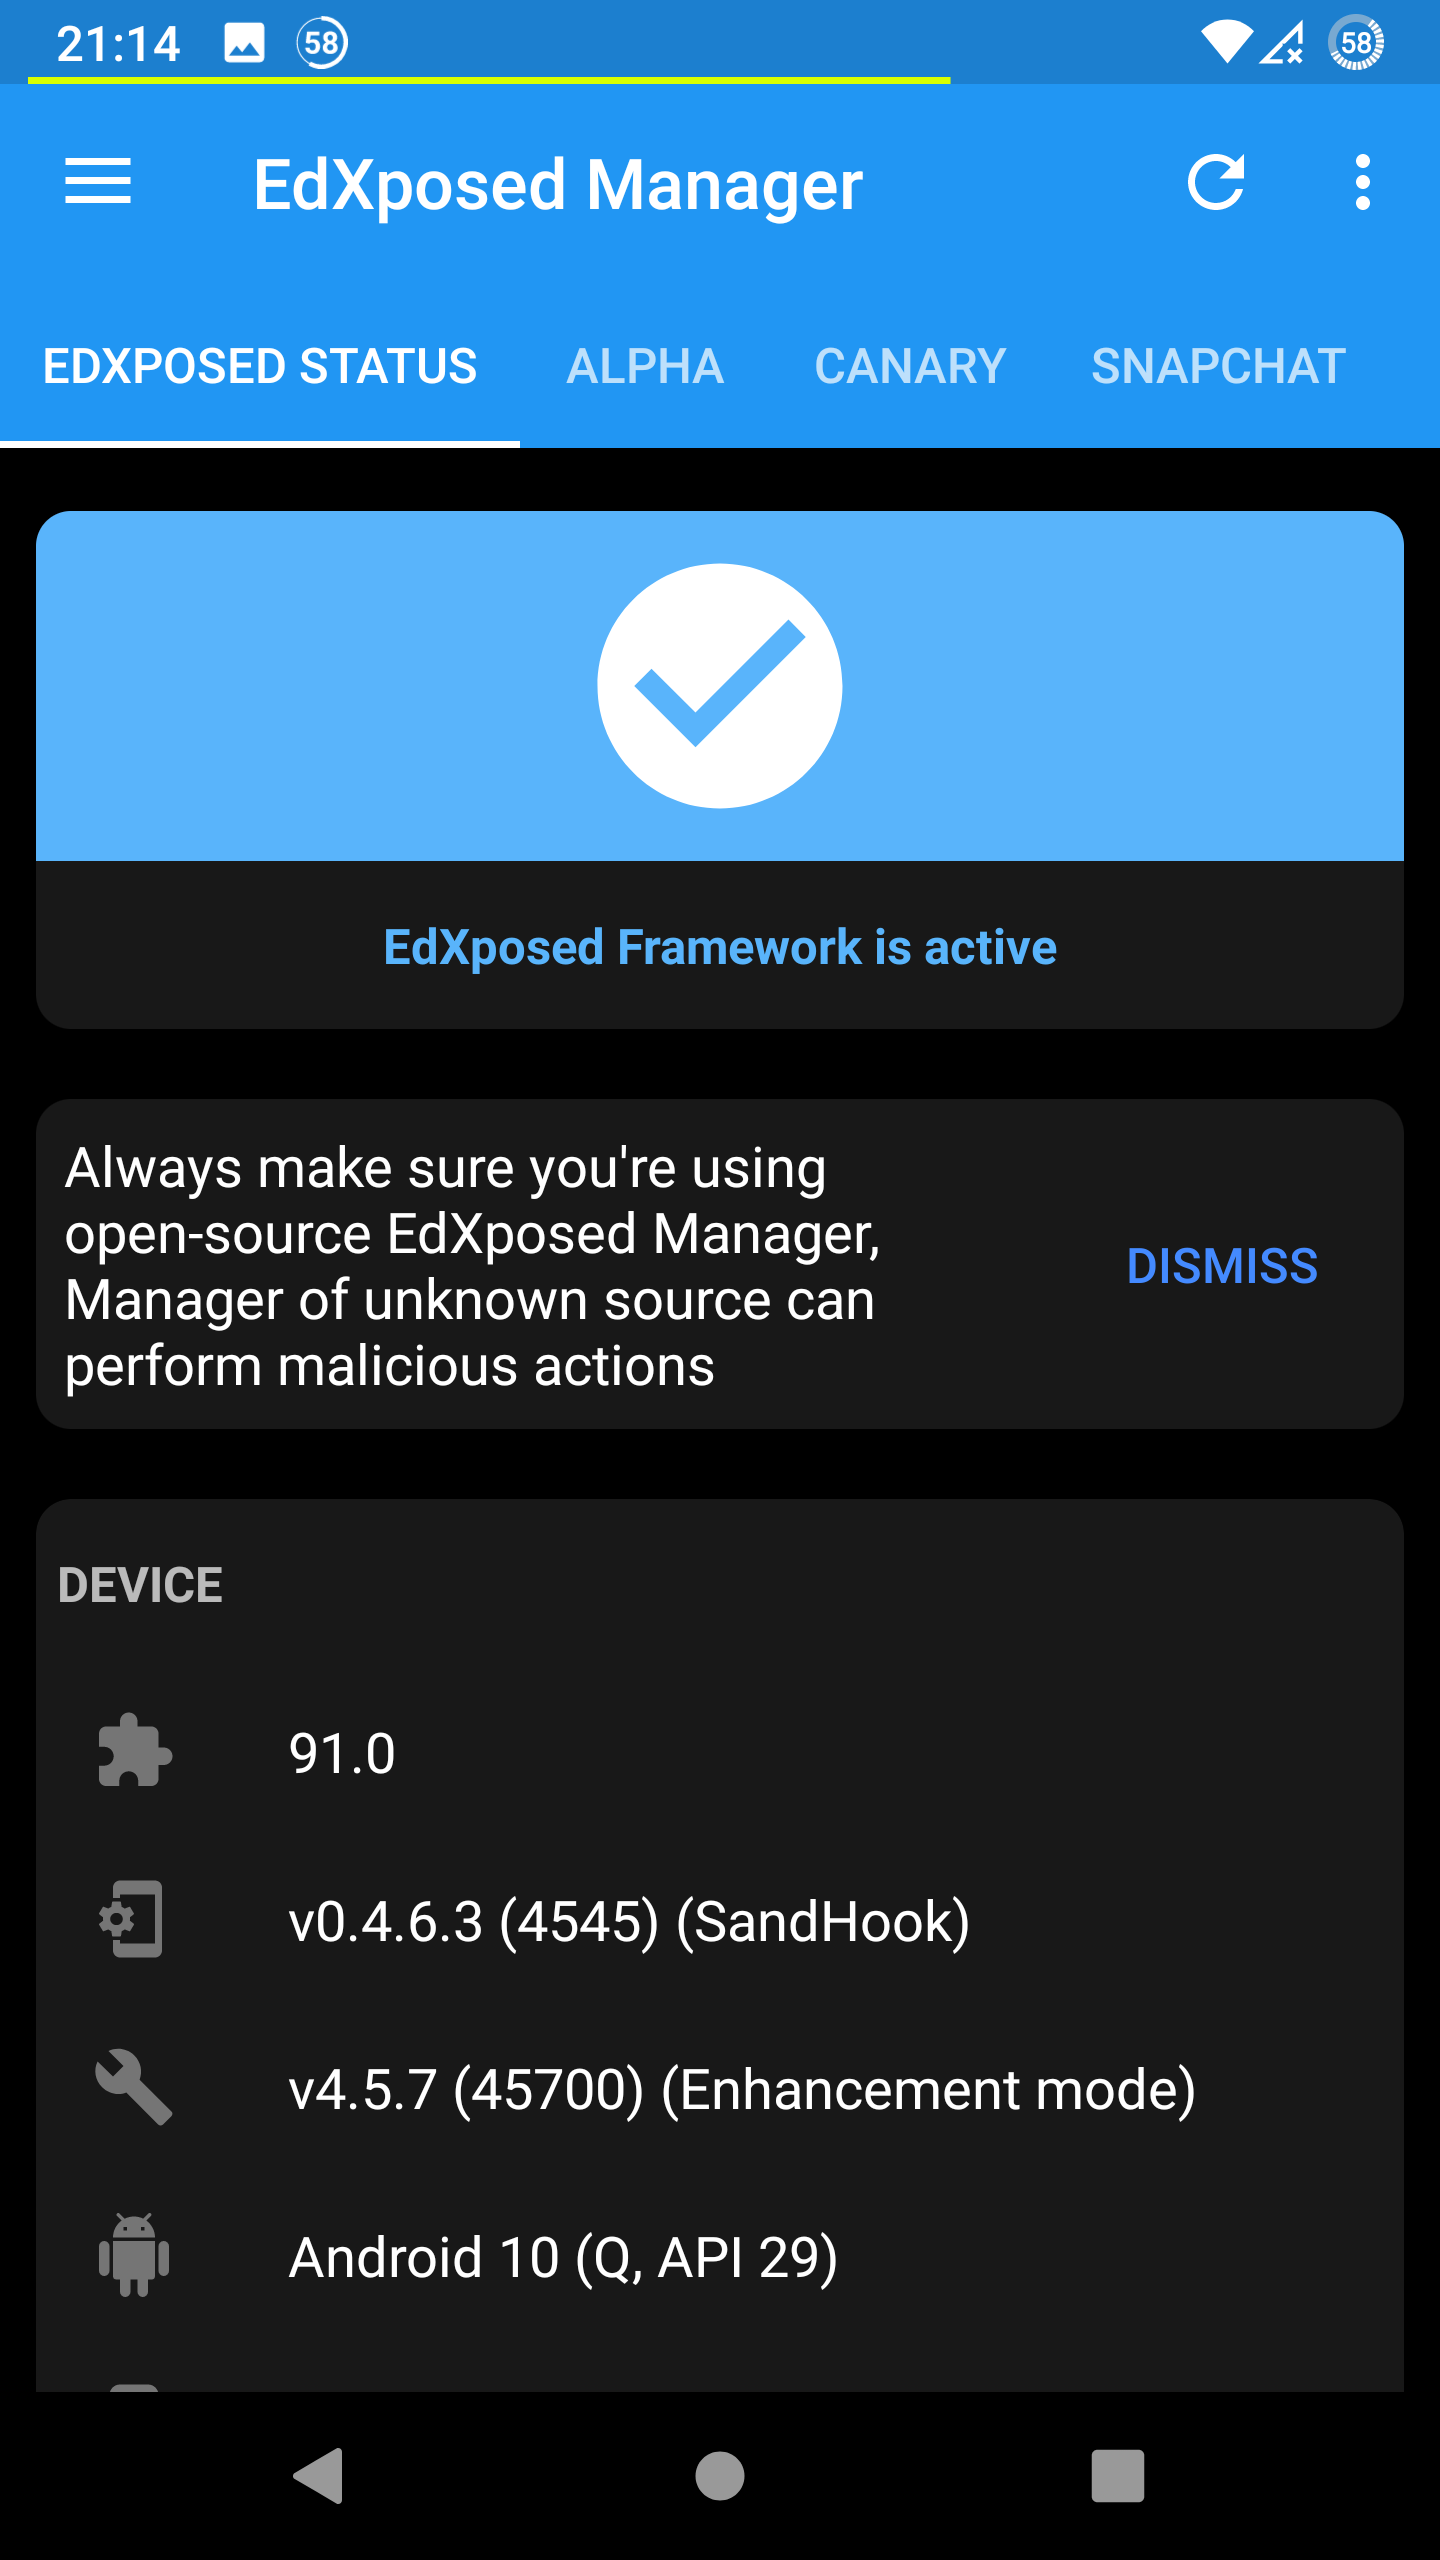 21:14 58 58
EdXposed Manager
EDXPOSED STATUS ALPHA CANARY SNAPCHAT
EdXposed Framework is active
Always make sure you're using
open-source EdXposed Manager,
Manager of unknown source can
perform malicious actions
DISMISS
DEVICE
91.0
v0.4.6.3 (4545) (SandHook)
v4.5.7 (45700) (Enhancement mode)
Android 10 (Q, API 29)